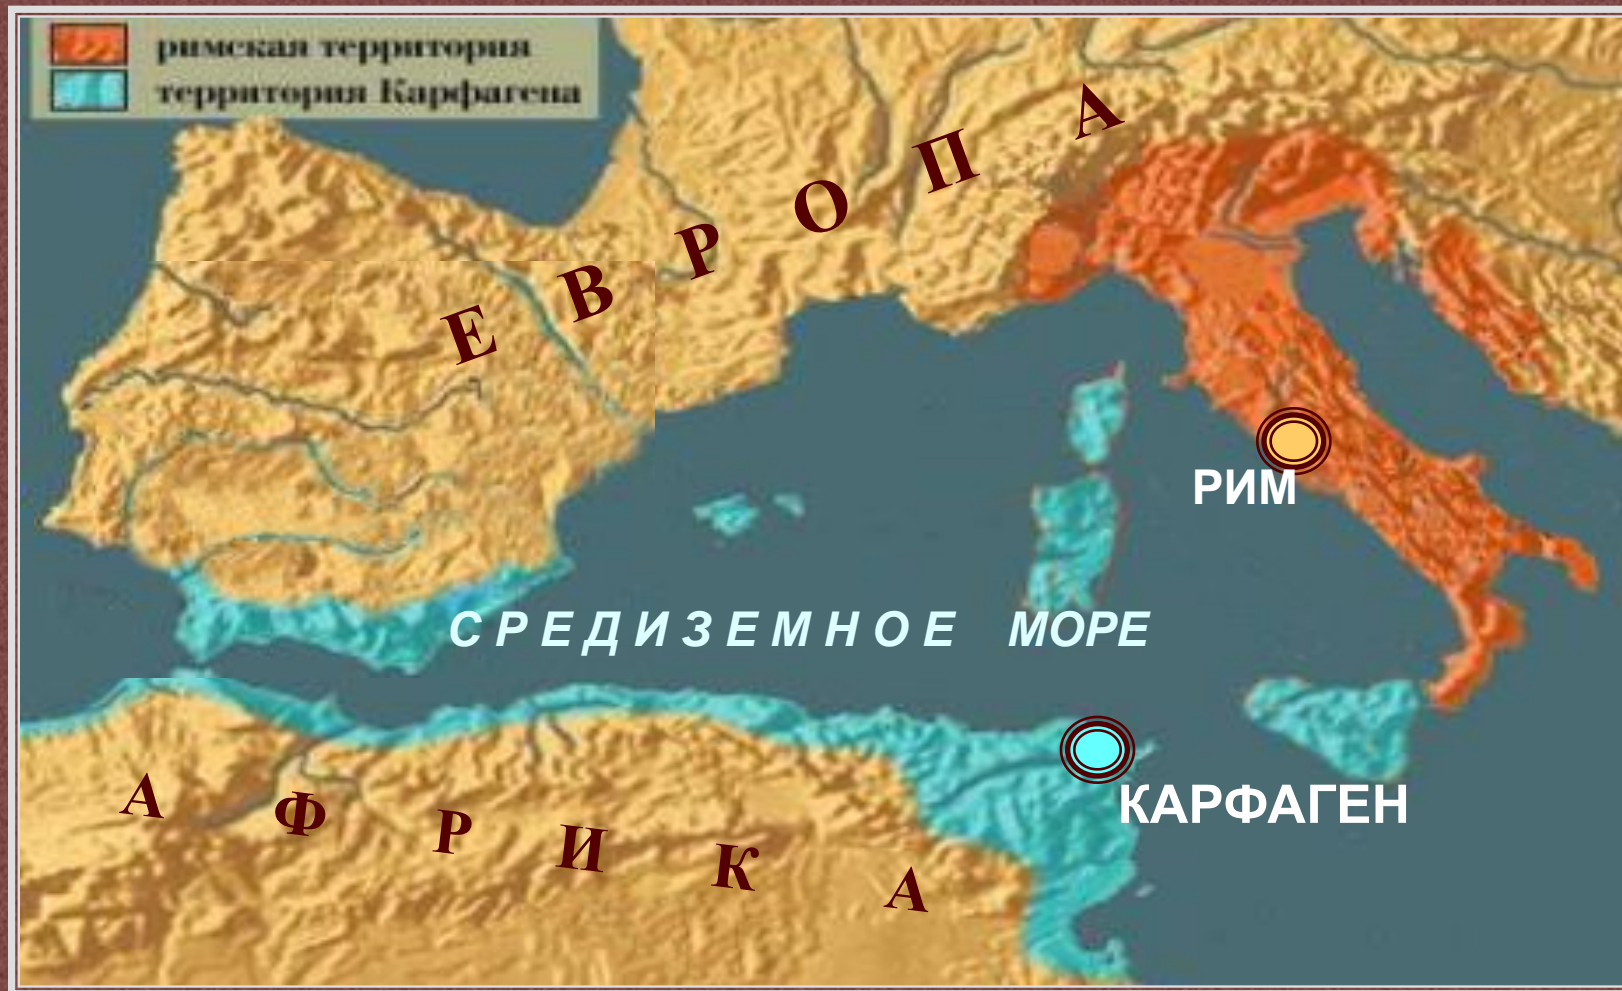 римская территория
территория Карфагена
ЕВРОПА
РИМ
СРЕДИЗЕМНОЕ МОРЕ
КАРФАГЕН
АФРИКА